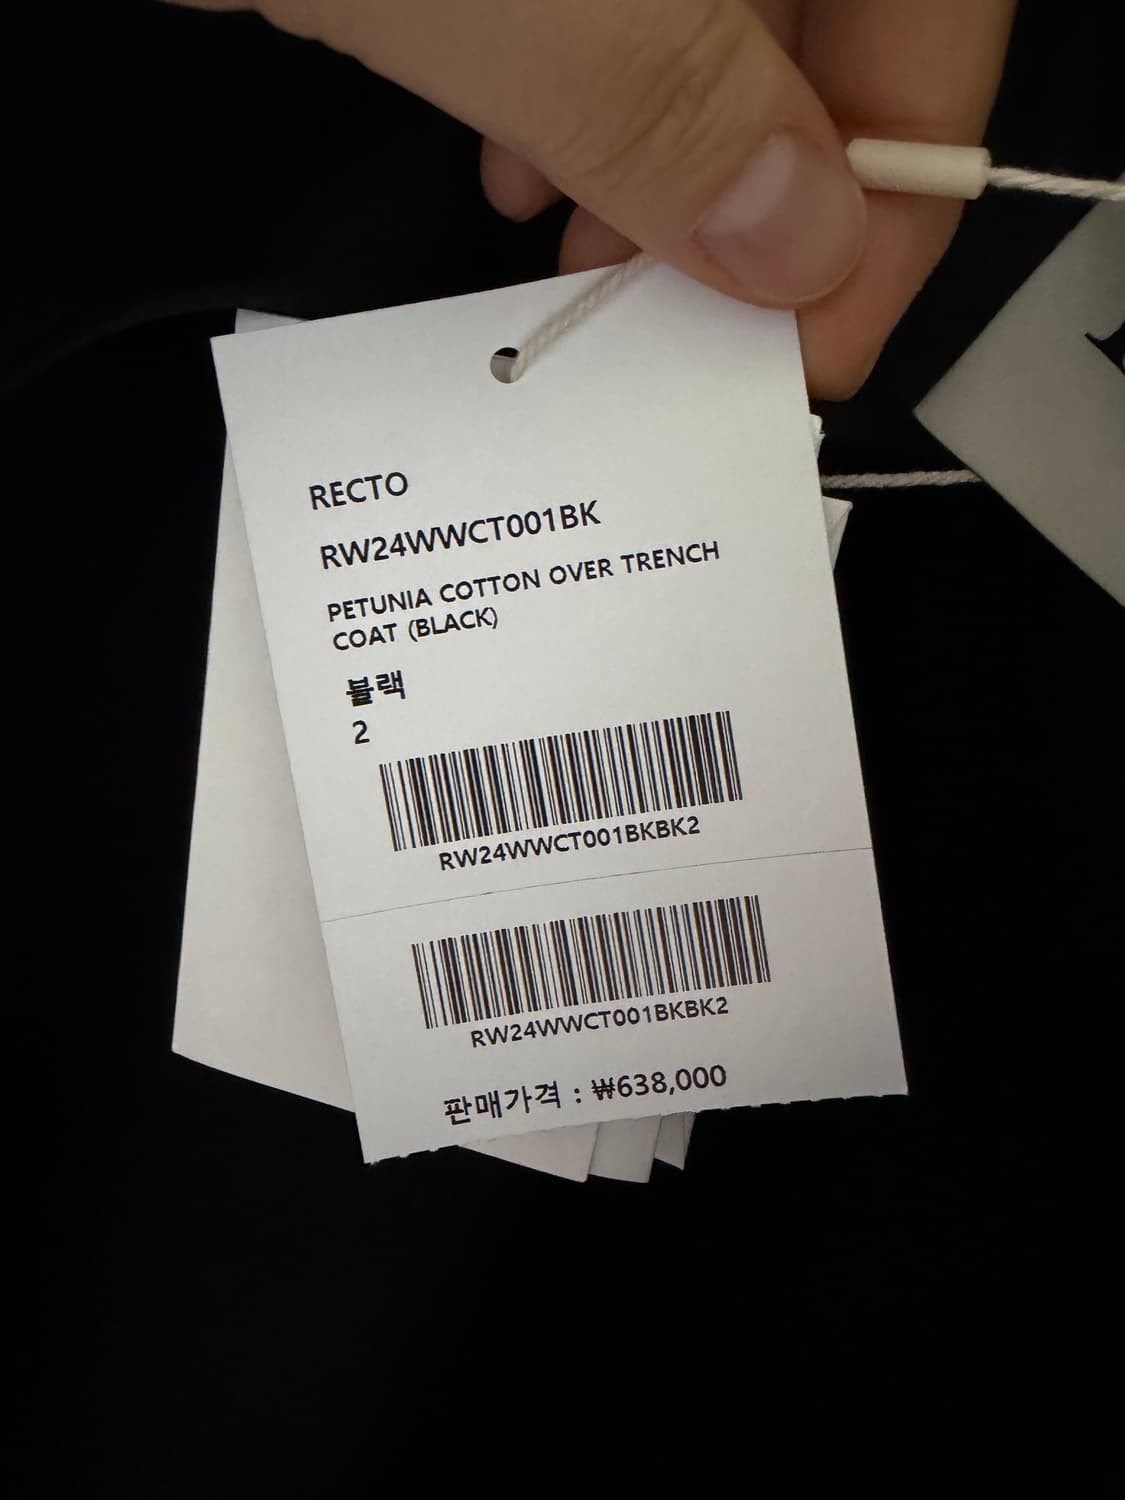 RECTO
RW24WWCT001BK
PETUNIA COTTON OVER TRENCH
COAT (BLACK)
블랙
2
RW24WWCT001BKBK2
RW24WWCT001BKBK2
판매가격 : ₩638,000